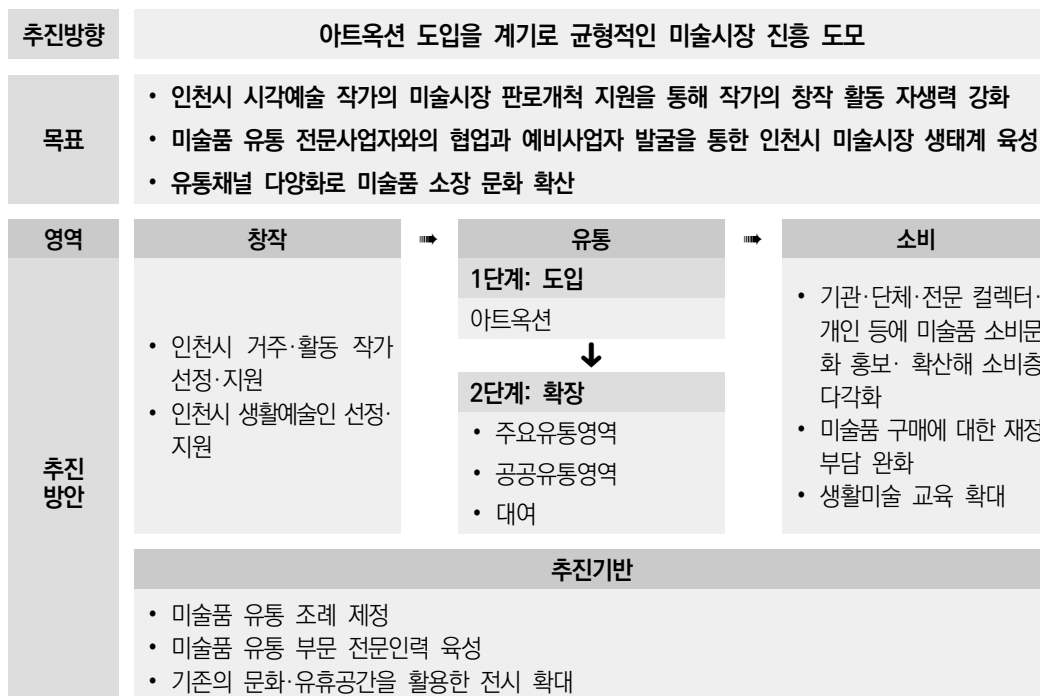 추진방향
아트옥션 도입을 계기로 균형적인 미술시장 진흥 도모
목표
• 인천시 시각예술 작가의 미술시장 판로개척 지원을 통해 작가의 창작 활동 자생력 강화
• 미술품 유통 전문사업자와의 협업과 예비사업자 발굴을 통한 인천시 미술시장 생태계 육성
• 유통채널 다양화로 미술품 소장 문화 확산
영역
창작
유통
소비
추진
방안
• 인천시 거주·활동 작가
선정·지원
• 인천시 생활예술인 선정·
지원
1단계: 도입
아트옥션
2단계: 확장
• 주요유통영역
• 공공유통영역
• 대여
• 기관·단체·전문 컬렉터·
개인 등에 미술품 소비문
화 홍보· 확산해 소비층
다각화
• 미술품 구매에 대한 재정
부담 완화
• 생활미술 교육 확대
추진기반
• 미술품 유통 조례 제정
• 미술품 유통 부문 전문인력 육성
• 기존의 문화·유휴공간을 활용한 전시 확대